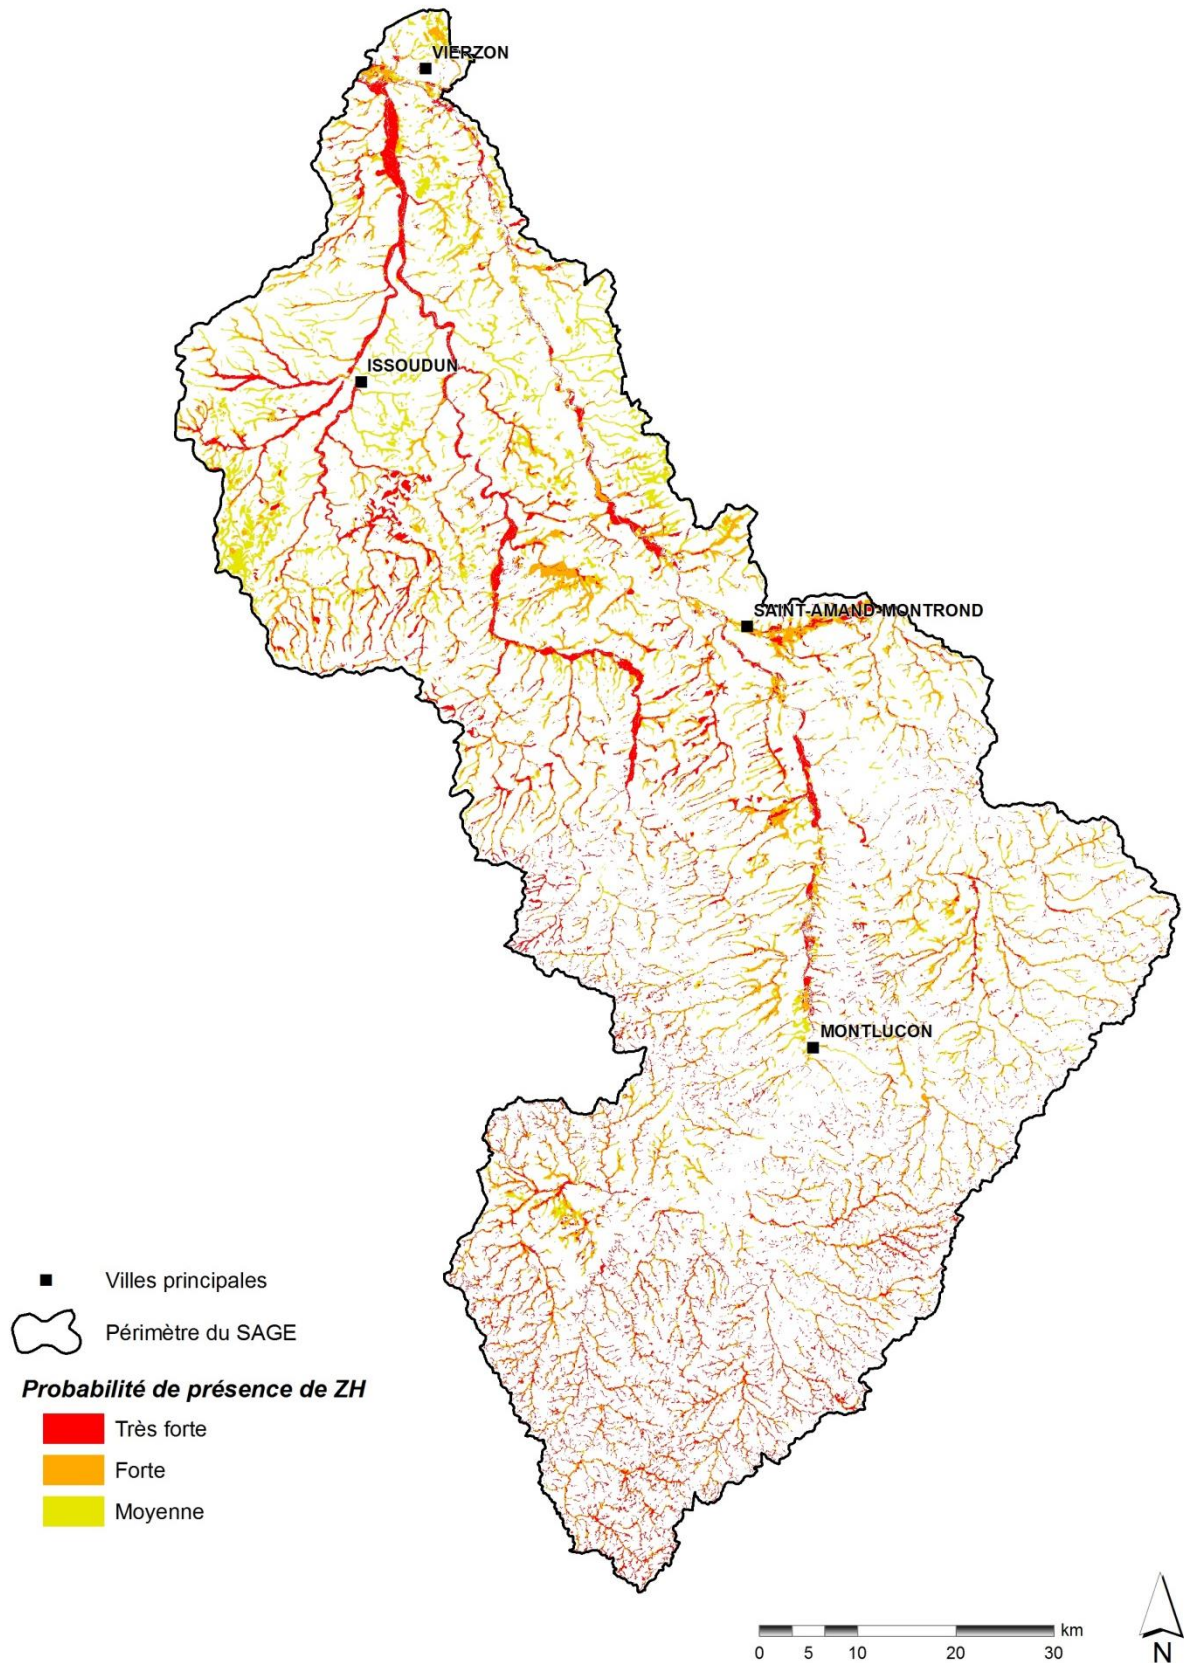 VIERZON
ISSOUDUN
SAINT-AMAND-MONTROND
MONTLUCON
Villes principales
Périmètre du SAGE
Probabilité de présence de ZH
Très forte
Forte
Moyenne
km
0 5 10 20 30
N